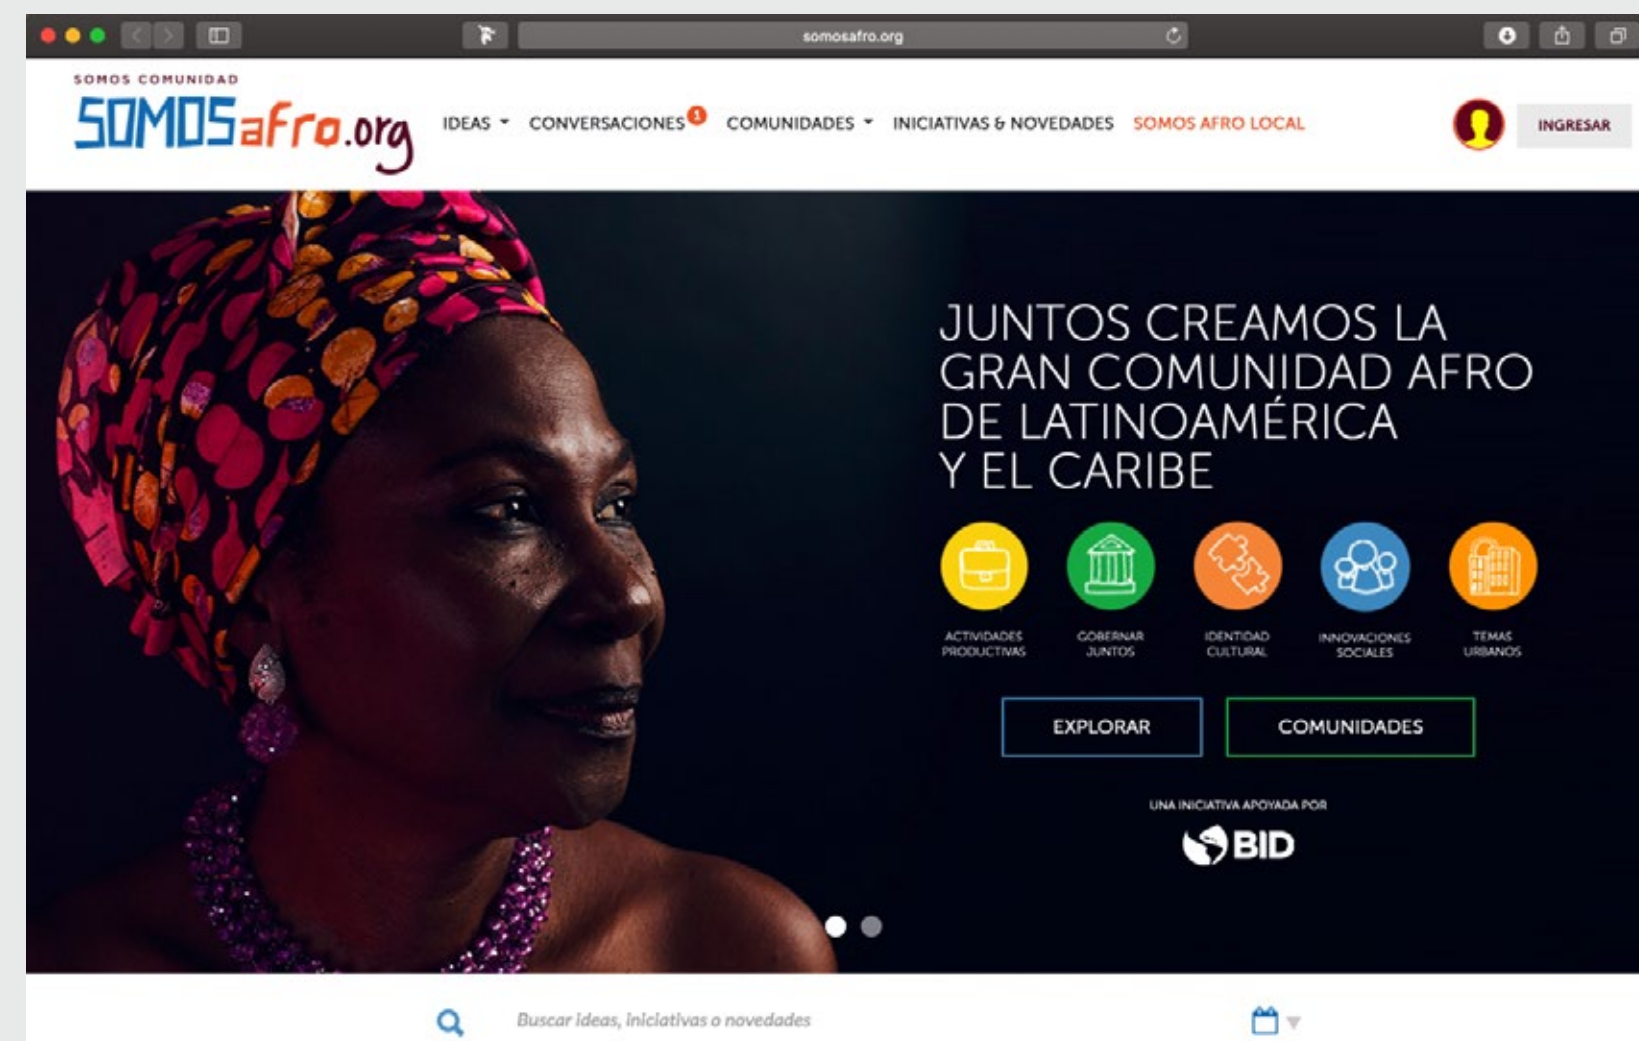 somosafro.org
SOMOS COMUNIDAD
SOMOSafro.org
IDEAS
CONVERSACIONES 1
COMUNIDADES
INICIATIVAS & NOVEDADES
SOMOS AFRO LOCAL
INGRESAR
JUNTOS CREAMOS LA
GRAN COMUNIDAD AFRO
DE LATINOAMÉRICA
Y EL CARIBE
ACTIVIDADES
PRODUCTIVAS
GOBERNAR
JUNTOS
IDENTIDAD
CULTURAL
INNOVACIONES
SOCIALES
TEMAS
URBANOS
EXPLORAR
COMUNIDADES
UNA INICIATIVA APOYADA POR
BID
Buscar ideas, iniciativas o novedades